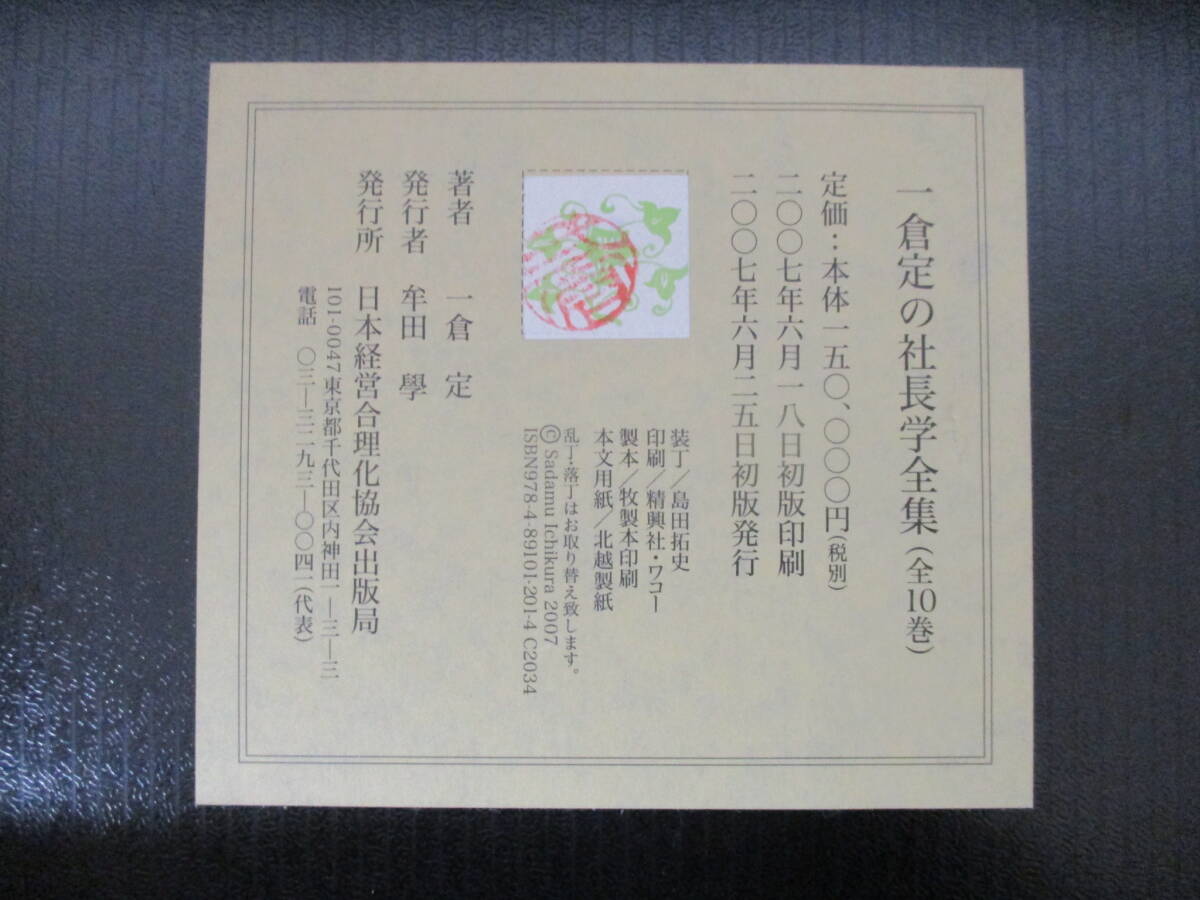 一倉定の社長学全集（全10巻）
定価：本体一五〇、〇〇〇円（税別）
二〇〇七年六月一八日初版印刷
二〇〇七年六月二五日初版発行
装丁／島田拓史
印刷／精興社・ワコー
製本／牧製本印刷
本文用紙／北越製紙
乱丁・落丁はお取り替え致します。
© Sadamu Ichikura 2007
ISBN978-4-89101-201-4 C2034
著者 一倉 定
発行者 牟田 學
発行所 日本経営合理化協会出版局
101-0047東京都千代田区内神田一―三―三
電話 〇三―三二九三―〇〇四一（代表）